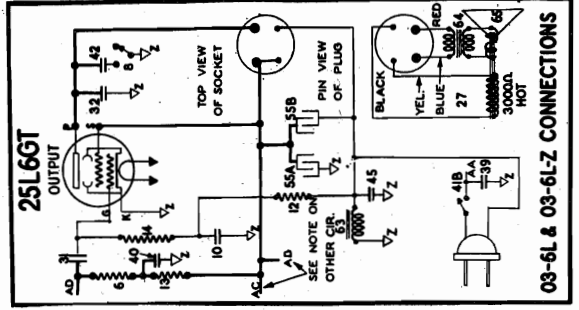 25L6GT
OUTPUT
P
S
G
K
42
8
Z
32
Z
TOP VIEW
OF SOCKET
PIN VIEW
OF PLUG
BLACK
RED
YEL.
BLUE
64
65
27
3000Ω
HOT
31
14
Z
AD
6
40
Z
13
10
Z
AC
AD
SEE NOTE ON
OTHER CIR.
55A
55B
Z
12
45
Z
63
Z
41B
AA
39
Z
03-6L & 03-6L-Z CONNECTIONS